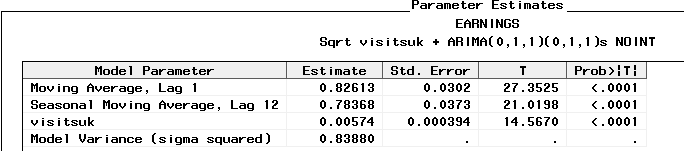 Parameter Estimates
EARNINGS
Sqrt visitsuk + ARIMA(0,1,1)(0,1,1)s NOINT
Model Parameter Estimate Std. Error T Prob>|T|
Moving Average, Lag 1 0.82613 0.0302 27.3525 <.0001
Seasonal Moving Average, Lag 12 0.78368 0.0373 21.0198 <.0001
visitsuk 0.00574 0.000394 14.5670 <.0001
Model Variance (sigma squared) 0.83880 . . .